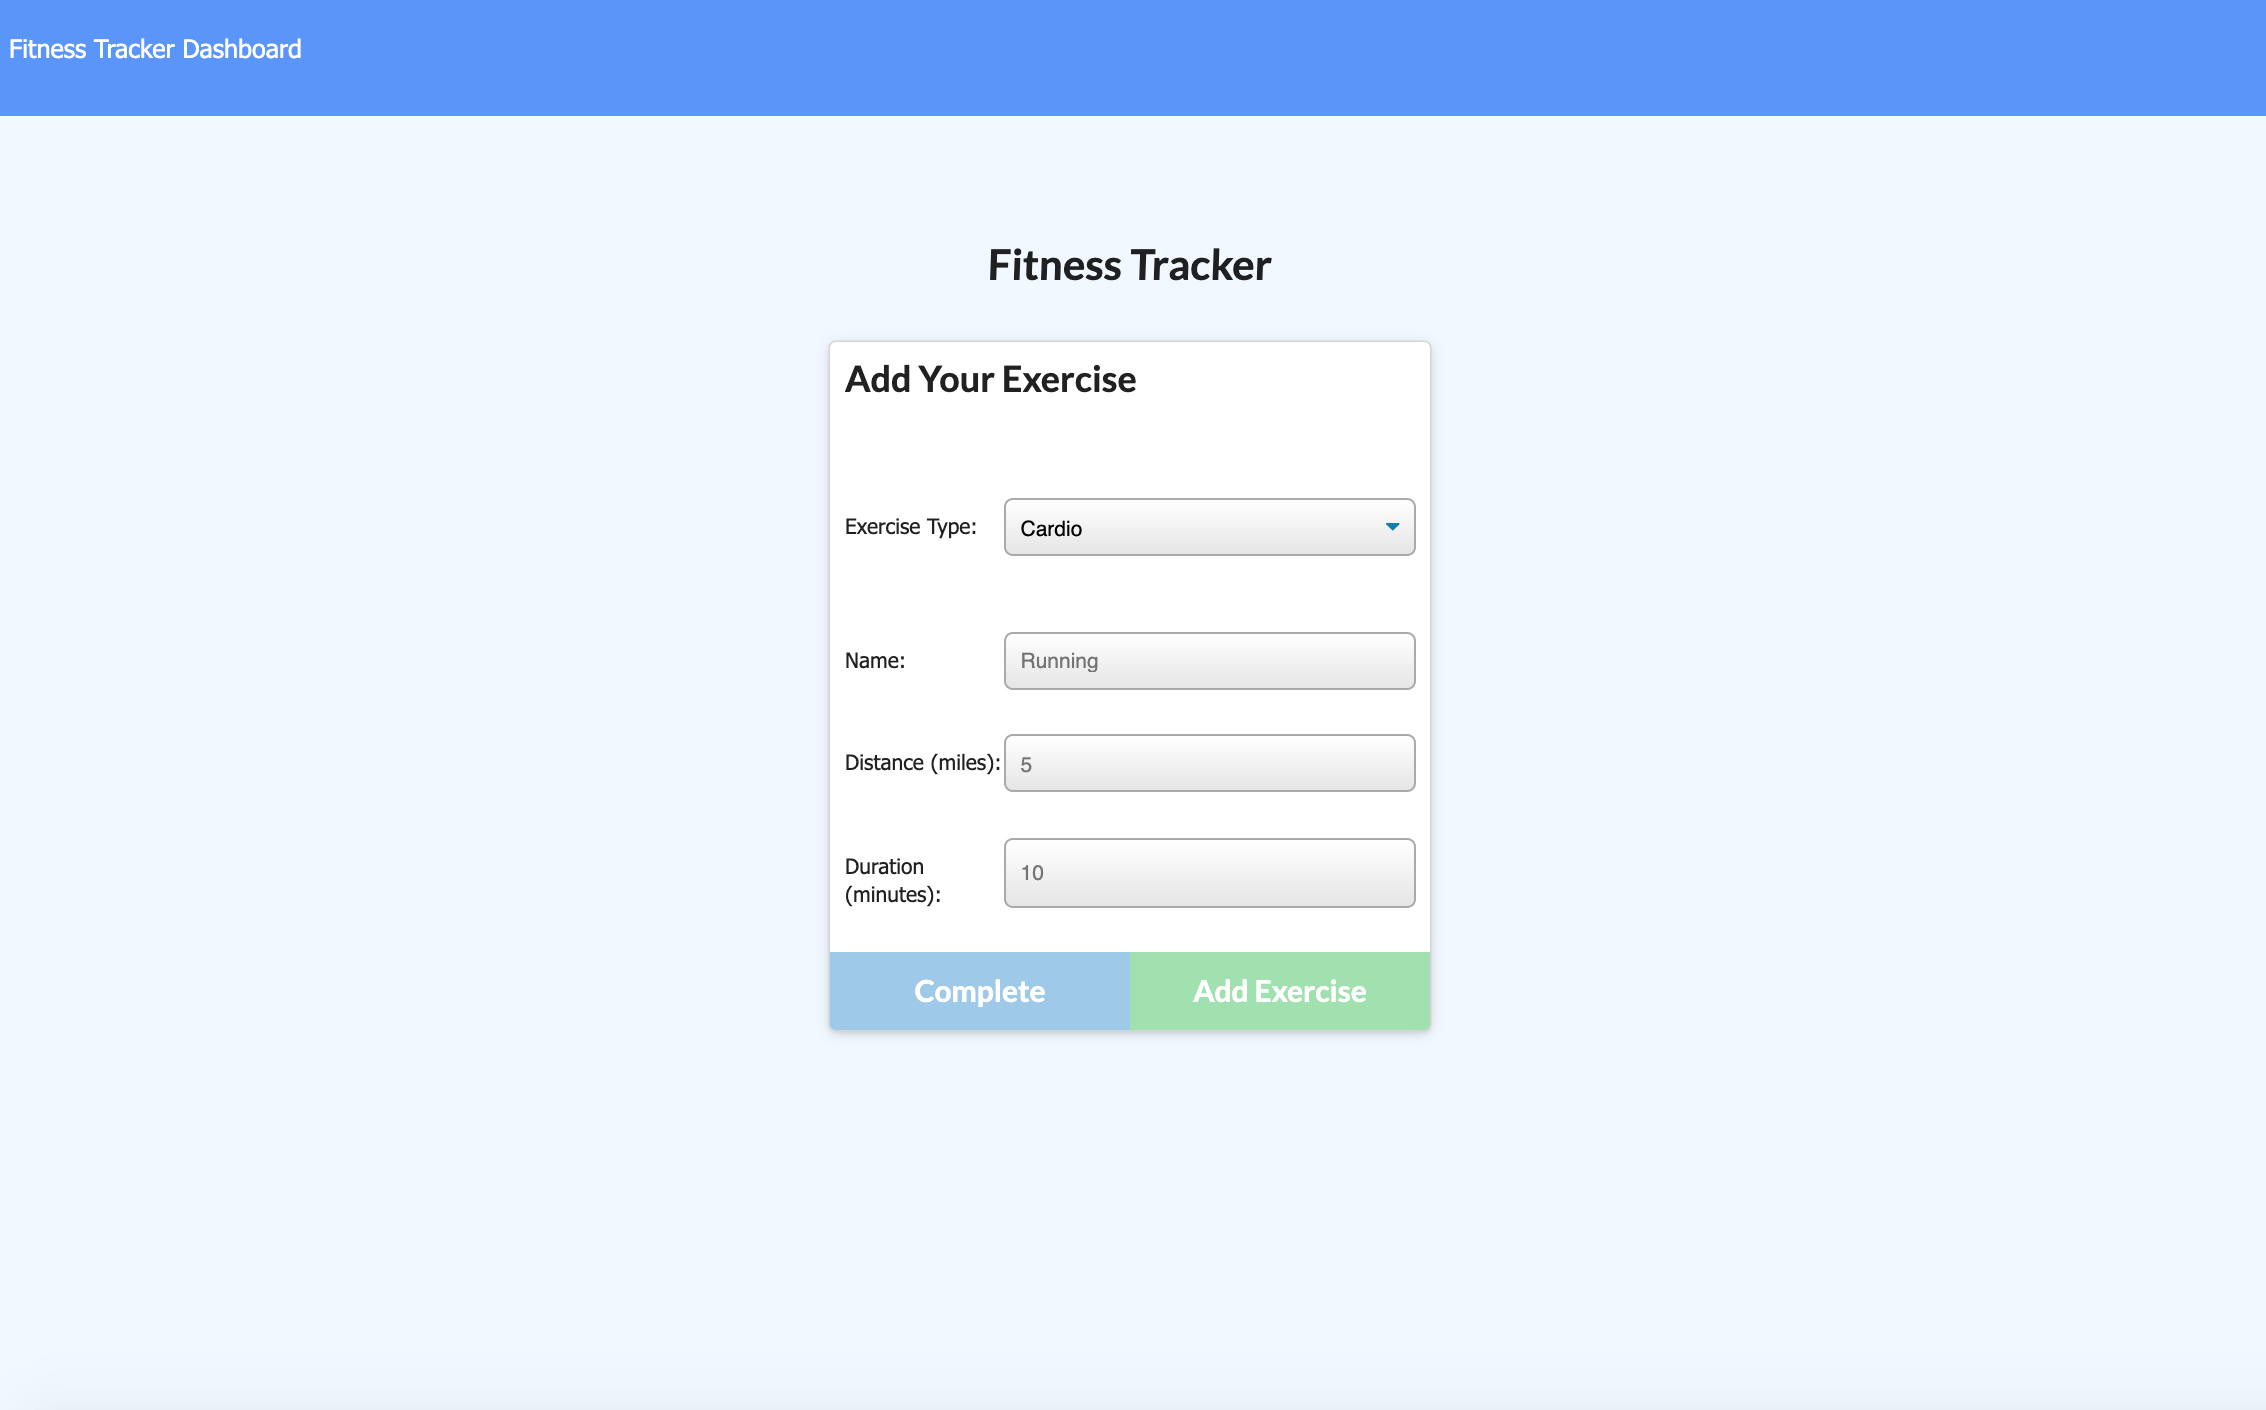 Fitness Tracker Dashboard
Fitness Tracker
Add Your Exercise
Exercise Type: Cardio
Name: Running
Distance (miles): 5
Duration
(minutes): 10
Complete Add Exercise